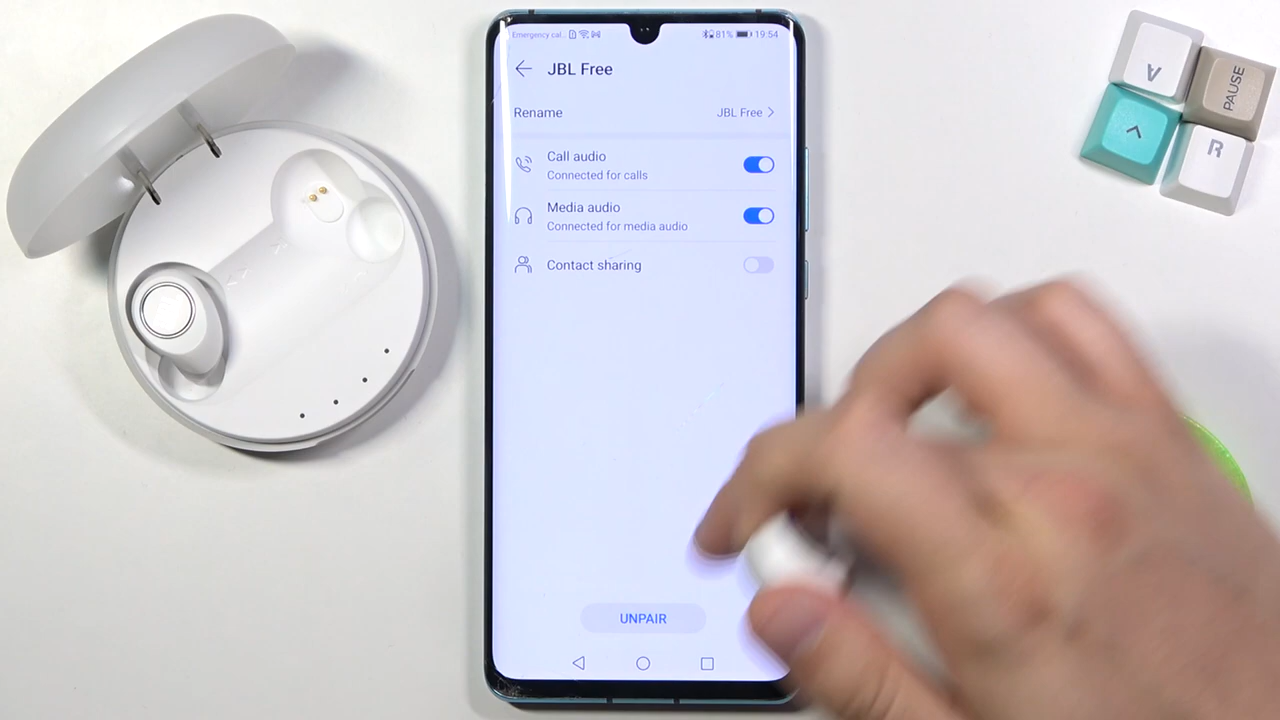 Emergency cal...
81% 19:54
JBL Free
Rename JBL Free
Call audio
Connected for calls
Media audio
Connected for media audio
Contact sharing
UNPAIR
A
PAUSE
R